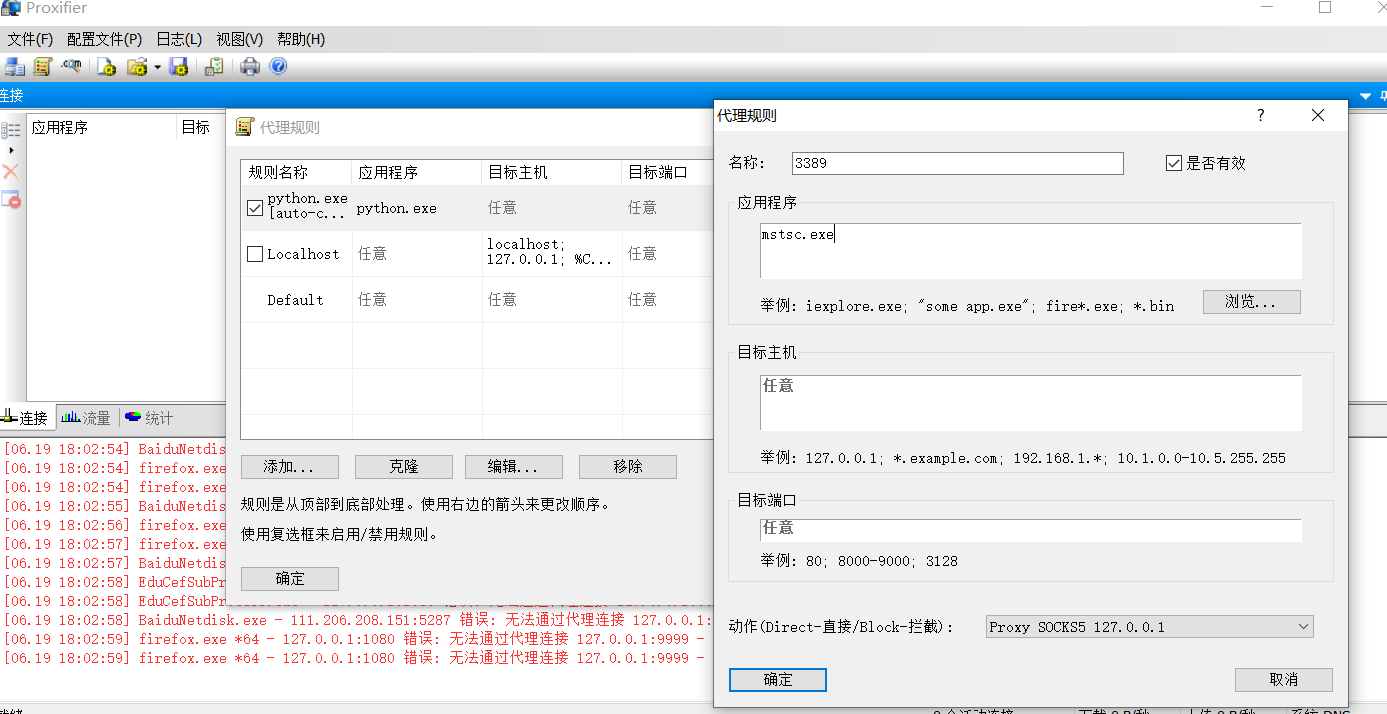 Proxifier
文件(F) 配置文件(P) 日志(L) 视图(V) 帮助(H)
连接
应用程序 目标
代理规则
规则名称 应用程序 目标主机 目标端口
python.exe [auto-c... python.exe 任意 任意
Localhost 任意 localhost; 127.0.0.1; %C... 任意
Default 任意 任意 任意
添加... 克隆 编辑... 移除
规则是从顶部到底部处理。使用右边的箭头来更改顺序。
使用复选框来启用/禁用规则。
确定
代理规则 ?
名称: 3389 是否有效
应用程序
mstsc.exe
举例: iexplore.exe; "some app.exe"; fire*.exe; *.bin 浏览...
目标主机
任意
举例: 127.0.0.1; *.example.com; 192.168.1.*; 10.1.0.0-10.5.255.255
目标端口
任意
举例: 80; 8000-9000; 3128
动作(Direct-直接/Block-拦截): Proxy SOCKS5 127.0.0.1
确定 取消
连接 流量 统计
[06.19 18:02:54] BaiduNetdis
[06.19 18:02:54] firefox.exe
[06.19 18:02:54] firefox.exe
[06.19 18:02:55] BaiduNetdis
[06.19 18:02:56] firefox.exe
[06.19 18:02:57] firefox.exe
[06.19 18:02:57] BaiduNetdis
[06.19 18:02:58] EduCefSubPr
[06.19 18:02:58] EduCefSubPr
[06.19 18:02:58] BaiduNetdisk.exe - 111.206.208.151:5287 错误: 无法通过代理连接 127.0.0.1:
[06.19 18:02:59] firefox.exe *64 - 127.0.0.1:1080 错误: 无法通过代理连接 127.0.0.1:9999 -
[06.19 18:02:59] firefox.exe *64 - 127.0.0.1:1080 错误: 无法通过代理连接 127.0.0.1:9999 -